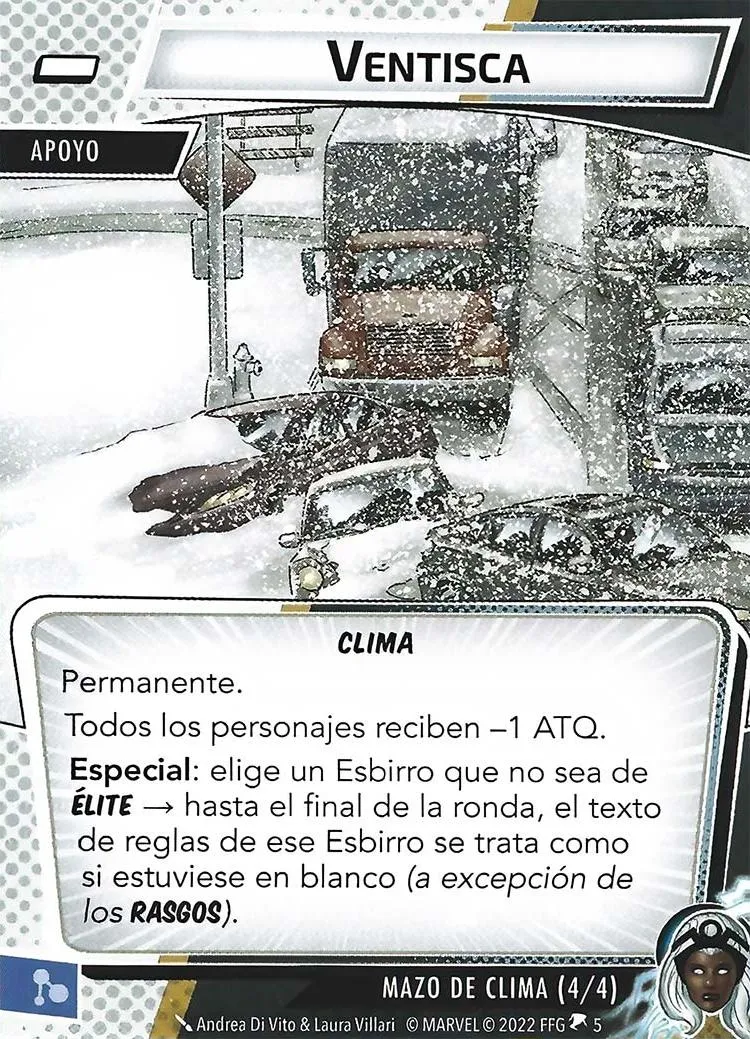 VENTISCA
APOYO
CLIMA
Permanente.
Todos los personajes reciben –1 ATQ.
Especial: elige un Esbirro que no sea de
ÉLITE → hasta el final de la ronda, el texto
de reglas de ese Esbirro se trata como
si estuviese en blanco (a excepción de
los RASGOS).
MAZO DE CLIMA (4/4)
Andrea Di Vito & Laura Villari © MARVEL © 2022 FFG 5